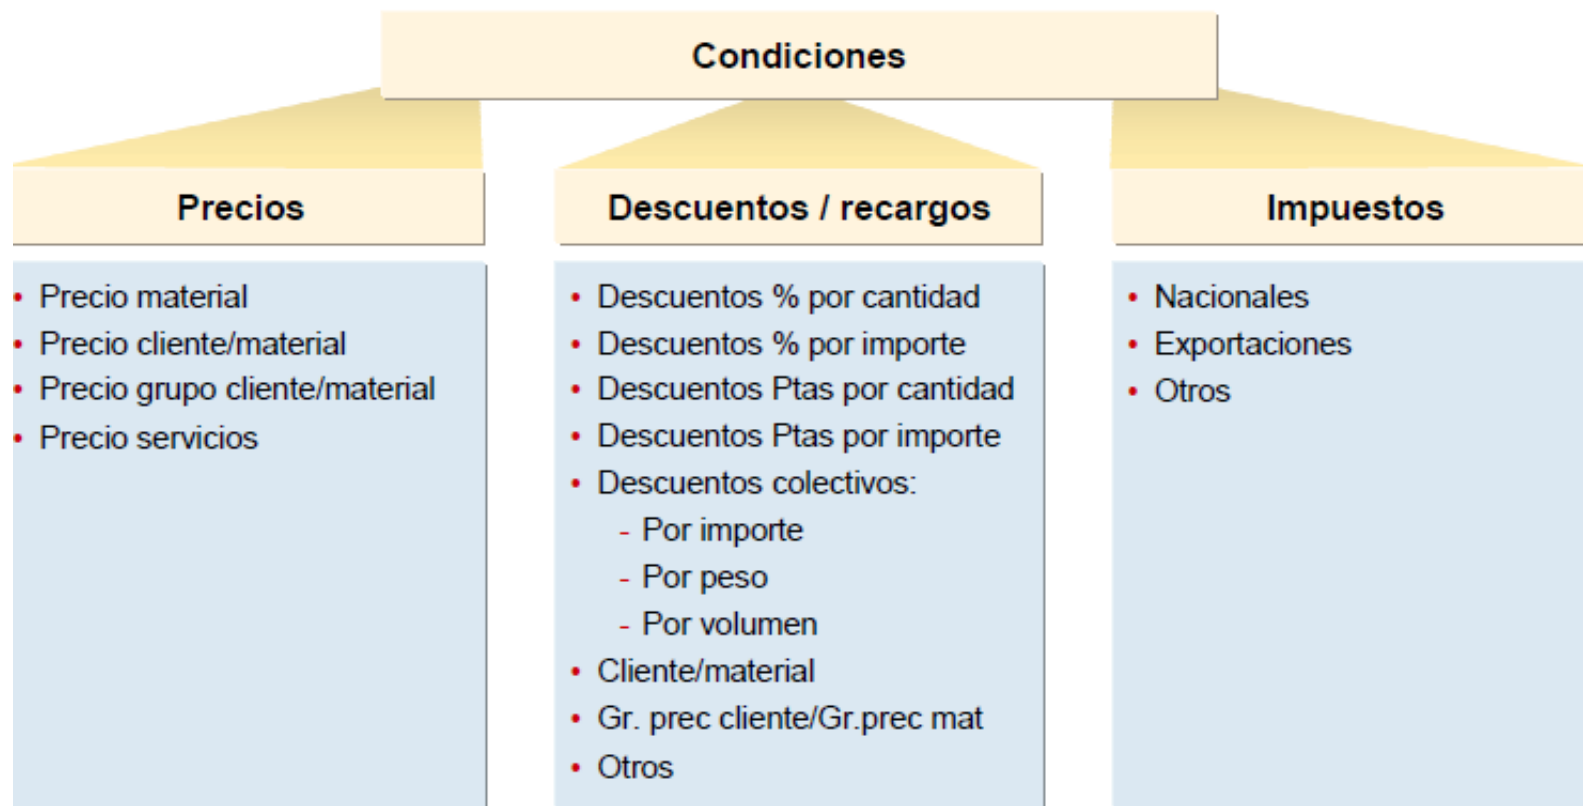 Condiciones
Precios
• Precio material
• Precio cliente/material
• Precio grupo cliente/material
• Precio servicios
Descuentos / recargos
• Descuentos % por cantidad
• Descuentos % por importe
• Descuentos Ptas por cantidad
• Descuentos Ptas por importe
• Descuentos colectivos:
- Por importe
- Por peso
- Por volumen
• Cliente/material
• Gr. prec cliente/Gr.prec mat
• Otros
Impuestos
• Nacionales
• Exportaciones
• Otros